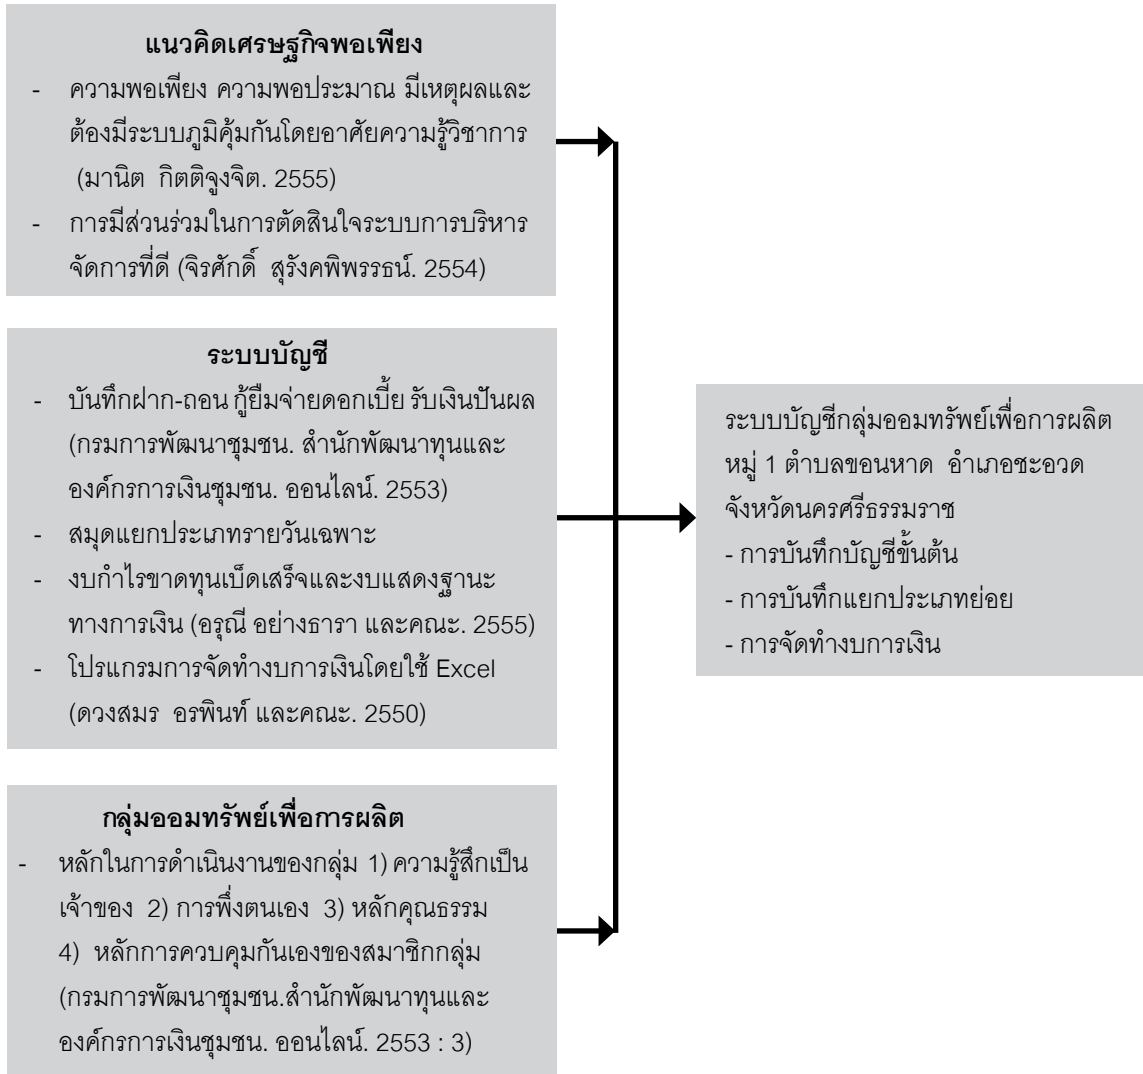 แนวคิดเศรษฐกิจพอเพียง
- ความพอเพียง ความพอประมาณ มีเหตุผลและ
ต้องมีระบบภูมิคุ้มกันโดยอาศัยความรู้วิชาการ
(มานิต กิตติจูงจิต. 2555)
- การมีส่วนร่วมในการตัดสินใจระบบการบริหาร
จัดการที่ดี (จิรศักดิ์ สุรังคพิพรรธน์. 2554)
ระบบบัญชี
- บันทึกฝาก-ถอน กู้ยืมจ่ายดอกเบี้ย รับเงินปันผล
(กรมการพัฒนาชุมชน. สำนักพัฒนาทุนและ
องค์กรการเงินชุมชน. ออนไลน์. 2553)
- สมุดแยกประเภทรายวันเฉพาะ
- งบกำไรขาดทุนเบ็ดเสร็จและงบแสดงฐานะ
ทางการเงิน (อรุณี อย่างธารา และคณะ. 2555)
- โปรแกรมการจัดทำงบการเงินโดยใช้ Excel
(ดวงสมร อรพินท์ และคณะ. 2550)
กลุ่มออมทรัพย์เพื่อการผลิต
- หลักในการดำเนินงานของกลุ่ม 1) ความรู้สึกเป็น
เจ้าของ 2) การพึ่งตนเอง 3) หลักคุณธรรม
4) หลักการควบคุมกันเองของสมาชิกกลุ่ม
(กรมการพัฒนาชุมชน.สำนักพัฒนาทุนและ
องค์กรการเงินชุมชน. ออนไลน์. 2553 : 3)
ระบบบัญชีกลุ่มออมทรัพย์เพื่อการผลิต
หมู่ 1 ตำบลขอนหาด อำเภอชะอวด
จังหวัดนครศรีธรรมราช
- การบันทึกบัญชีขั้นต้น
- การบันทึกแยกประเภทย่อย
- การจัดทำงบการเงิน